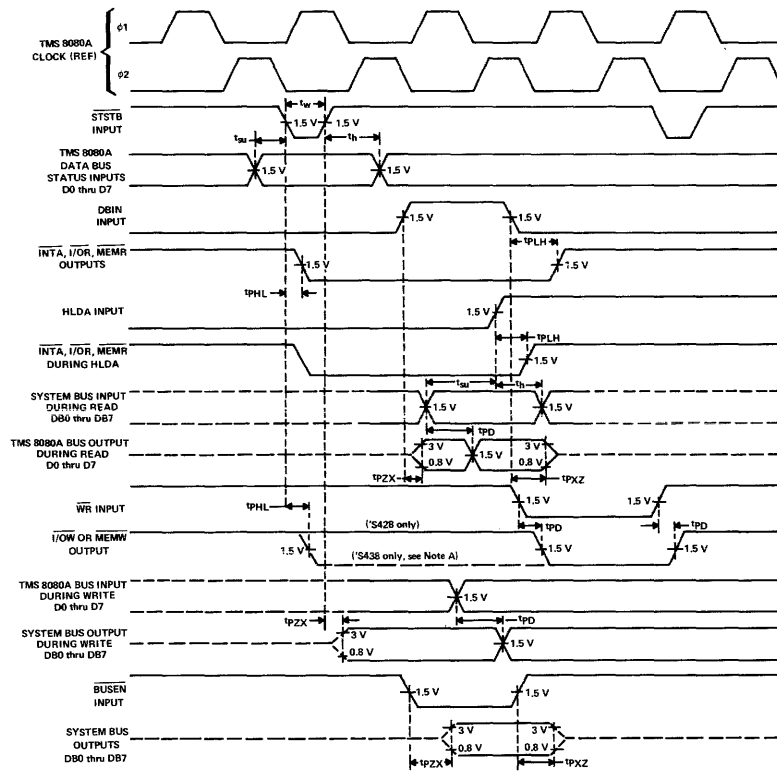 TMS 8080A
CLOCK (REF)
φ1
φ2
STSTB
INPUT
tw
1.5 V
1.5 V
tsu
th
TMS 8080A
DATA BUS
STATUS INPUTS
D0 thru D7
1.5 V
1.5 V
DBIN
INPUT
1.5 V
1.5 V
tPLH
INTA, I/OR, MEMR
OUTPUTS
1.5 V
1.5 V
tPHL
HLDA INPUT
1.5 V
tPLH
INTA, I/OR, MEMR
DURING HLDA
1.5 V
tsu
th
SYSTEM BUS INPUT
DURING READ
DB0 thru DB7
1.5 V
1.5 V
tPD
TMS 8080A BUS OUTPUT
DURING READ
D0 thru D7
3 V
0.8 V
1.5 V
3 V
0.8 V
tPZX
tPXZ
WR INPUT
1.5 V
1.5 V
tPHL
tPD
tPD
I/OW OR MEMW
OUTPUT
('S428 only)
1.5 V
('S438 only, see Note A)
1.5 V
1.5 V
TMS 8080A BUS INPUT
DURING WRITE
D0 thru D7
1.5 V
tPZX
tPD
SYSTEM BUS OUTPUT
DURING WRITE
DB0 thru DB7
3 V
0.8 V
1.5 V
BUSEN
INPUT
1.5 V
1.5 V
SYSTEM BUS
OUTPUTS
DB0 thru DB7
3 V
0.8 V
3 V
0.8 V
tPZX
tPXZ